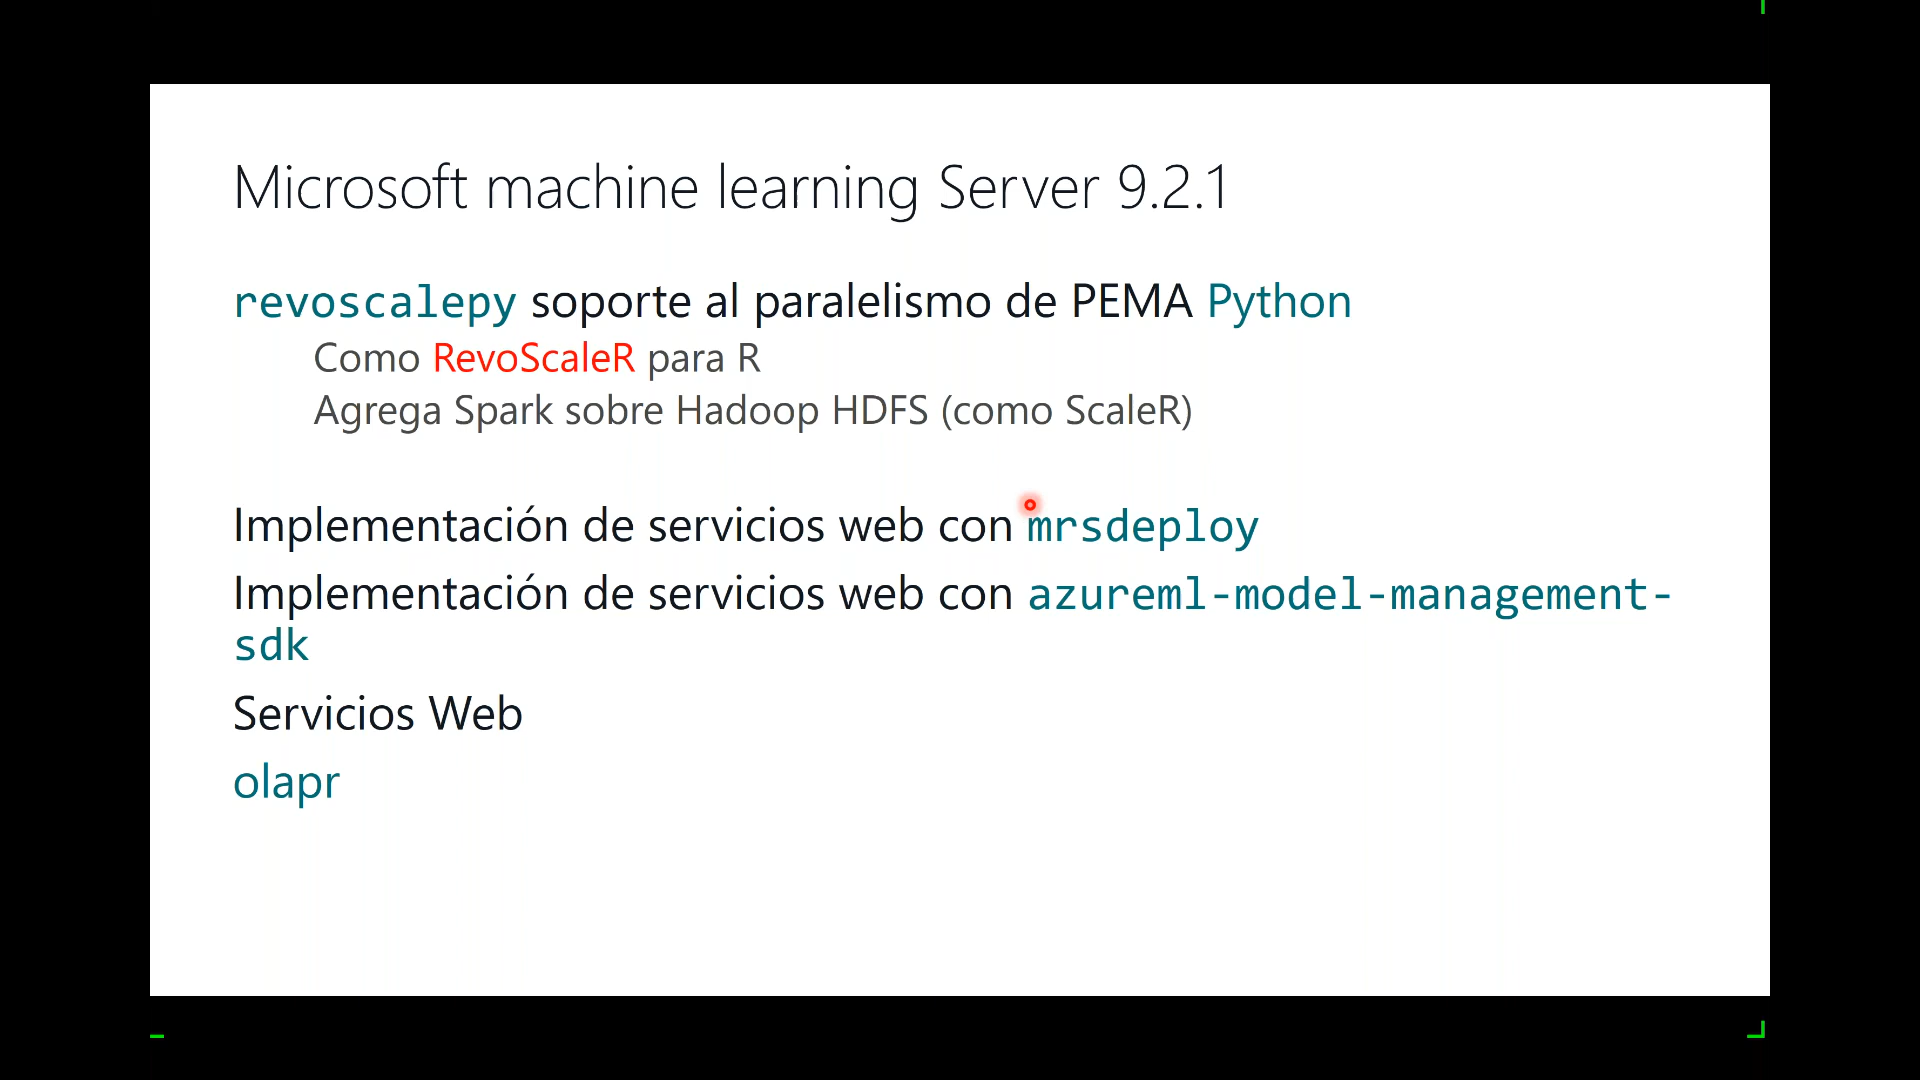 Microsoft machine learning Server 9.2.1
revoscalepy soporte al paralelismo de PEMA Python
Como RevoScaleR para R
Agrega Spark sobre Hadoop HDFS (como ScaleR)
Implementación de servicios web con mrsdeploy
Implementación de servicios web con azureml-model-management-
sdk
Servicios Web
olapr